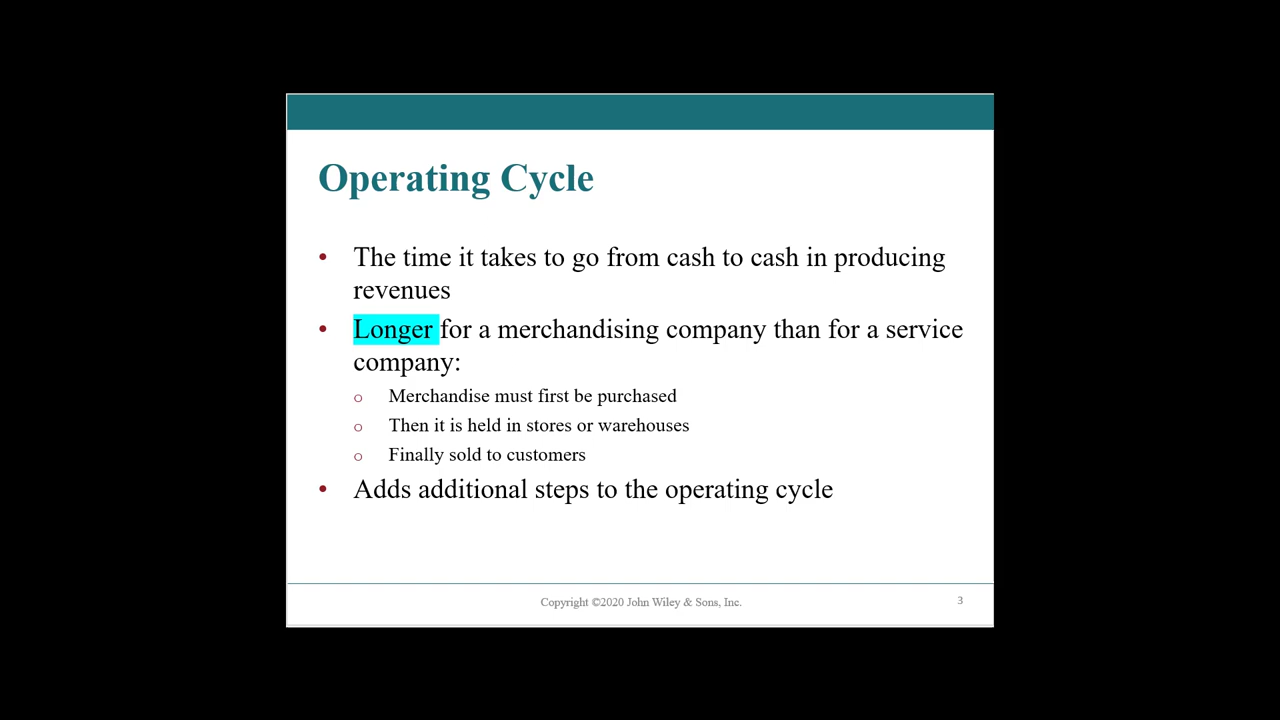 Operating Cycle
• The time it takes to go from cash to cash in producing
revenues
• Longer for a merchandising company than for a service
company:
o Merchandise must first be purchased
o Then it is held in stores or warehouses
o Finally sold to customers
• Adds additional steps to the operating cycle
Copyright ©2020 John Wiley & Sons, Inc.
3